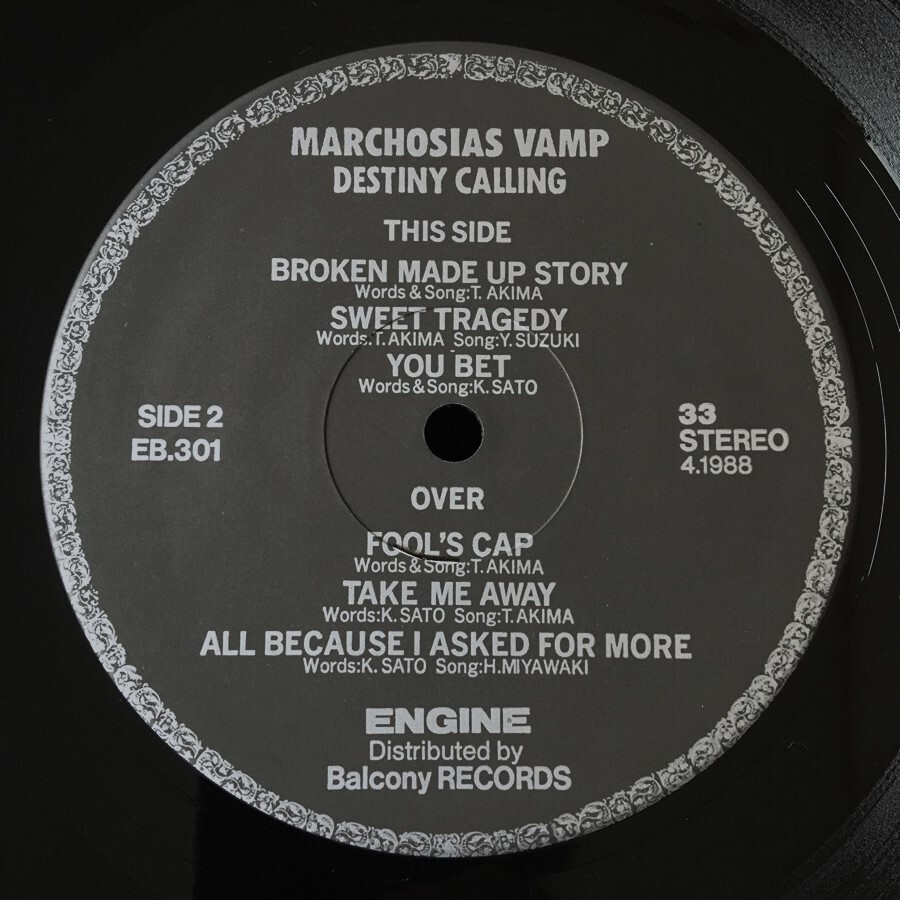 MARCHOSIAS VAMP
DESTINY CALLING
THIS SIDE
BROKEN MADE UP STORY
Words & Song:T. AKIMA
SWEET TRAGEDY
Words:T. AKIMA Song:Y. SUZUKI
YOU BET
Words & Song:K. SATO
SIDE 2
EB.301
33
STEREO
4.1988
OVER
FOOL'S CAP
Words & Song:T. AKIMA
TAKE ME AWAY
Words:K. SATO Song:T. AKIMA
ALL BECAUSE I ASKED FOR MORE
Words:K. SATO Song:H.MIYAWAKI
ENGINE
Distributed by
Balcony RECORDS